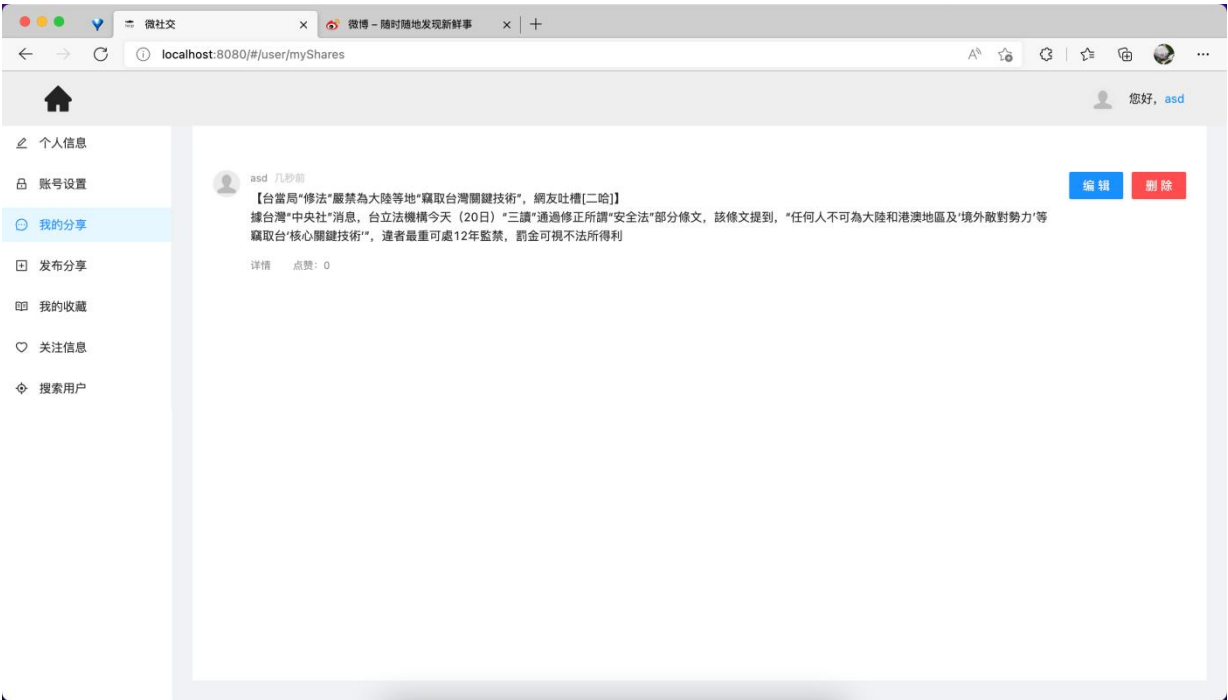 微社交
微博 – 随时随地发现新鲜事
localhost:8080/#/user/myShares
您好，asd
个人信息
账号设置
我的分享
发布分享
我的收藏
关注信息
搜索用户
asd 几秒前
【台當局“修法”嚴禁為大陸等地“竊取台灣關鍵技術”，網友吐槽[二哈]】
據台灣“中央社”消息，台立法機構今天（20日）“三讀”通過修正所謂“安全法”部分條文，該條文提到，“任何人不可為大陸和港澳地區及‘境外敵對勢力’等
竊取台‘核心關鍵技術’”，違者最重可處12年監禁，罰金可視不法所得利
详情 点赞：0
编辑 删除